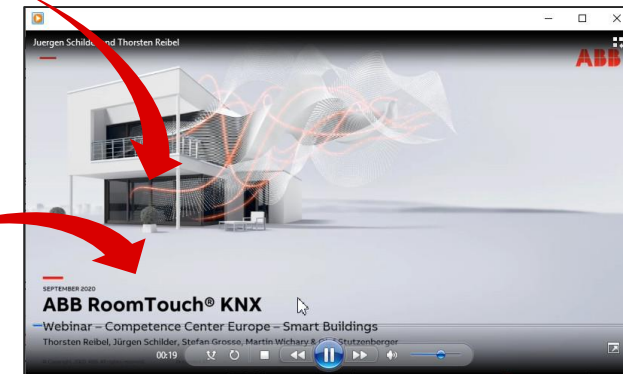 Juergen Schilder and Thorsten Reibel
ABB
SEPTEMBER 2020
ABB RoomTouch® KNX
Webinar – Competence Center Europe – Smart Buildings
Thorsten Reibel, Jürgen Schilder, Stefan Grosse, Martin Wichary & Stutzenberger
00:19